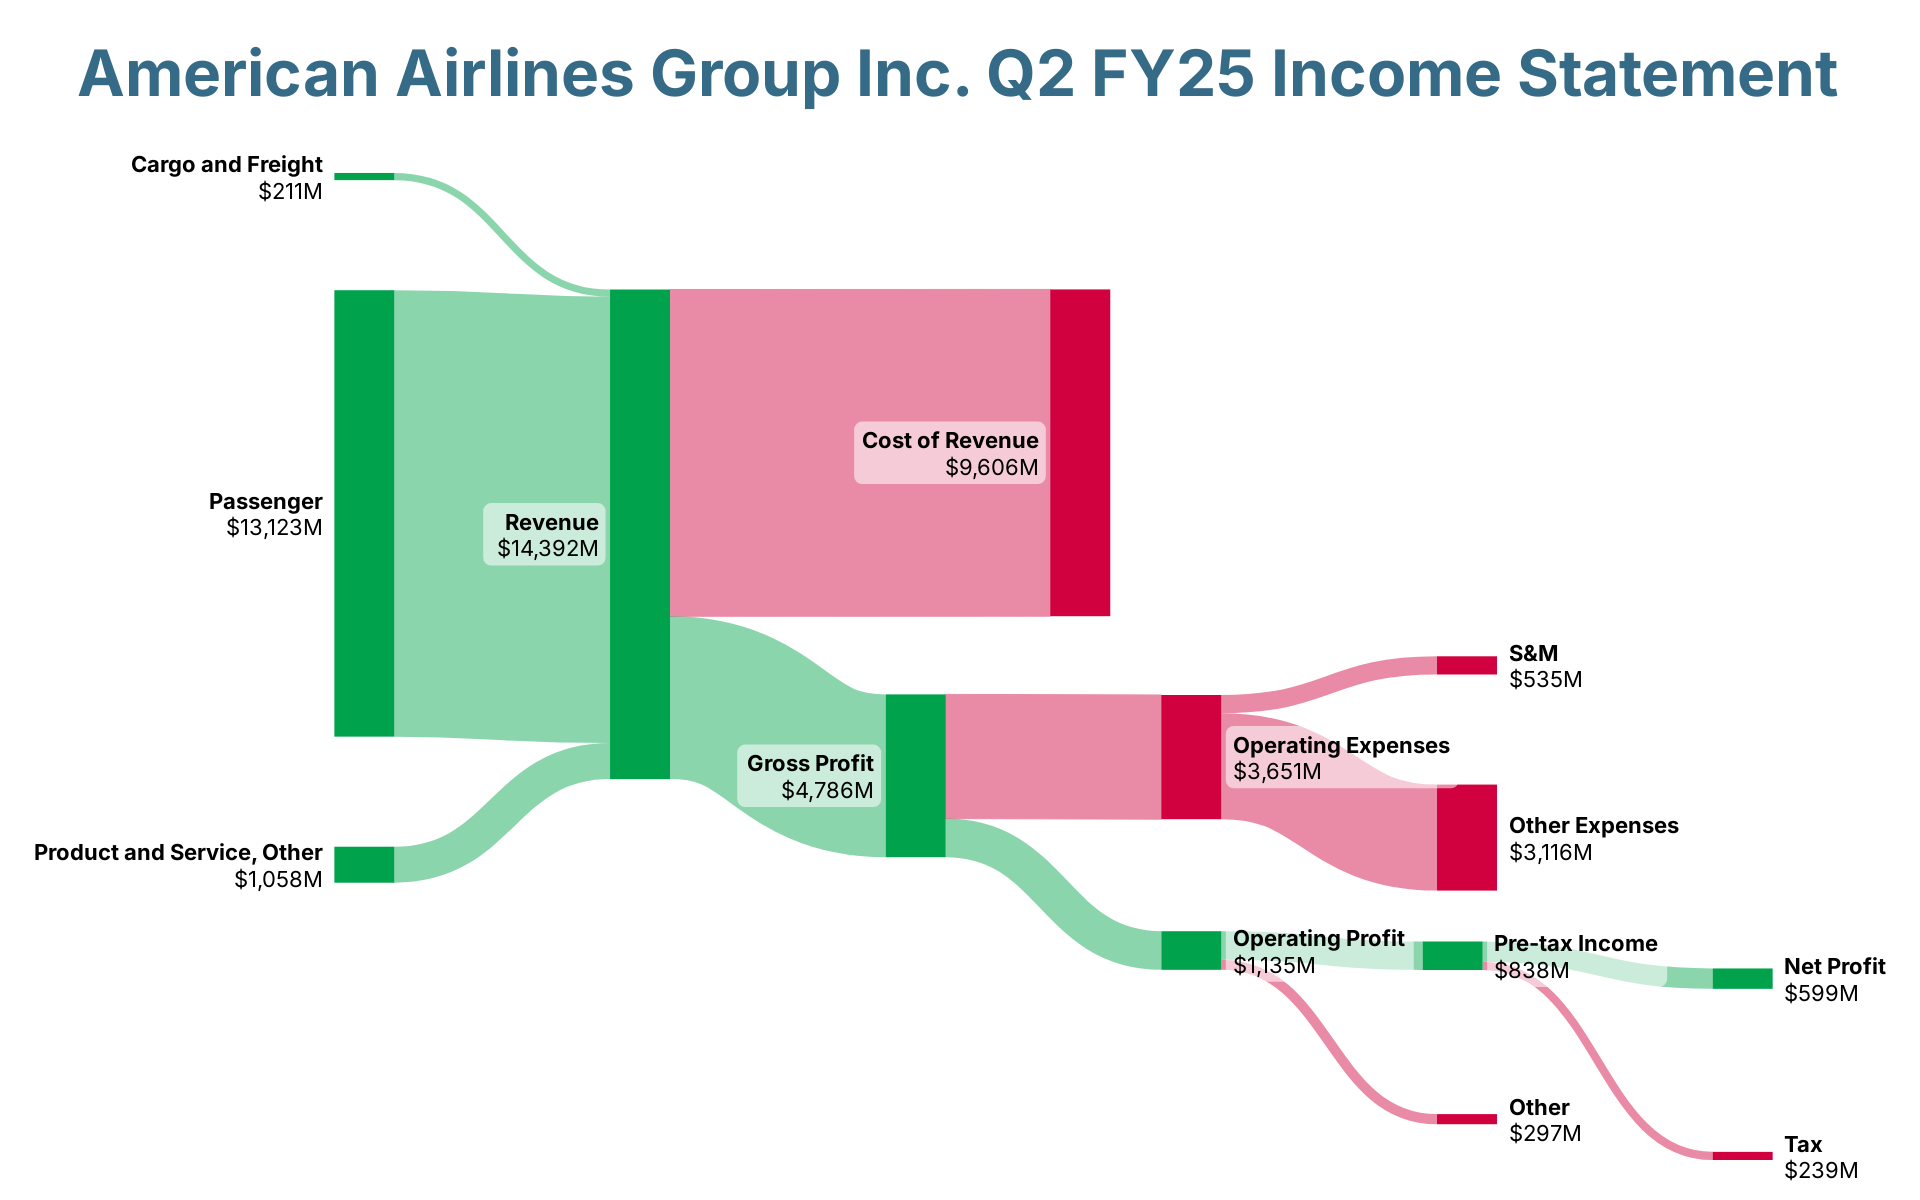 American Airlines Group Inc. Q2 FY25 Income Statement
Cargo and Freight
$211M
Passenger
$13,123M
Revenue
$14,392M
Cost of Revenue
$9,606M
Product and Service, Other
$1,058M
Gross Profit
$4,786M
S&M
$535M
Operating Expenses
$3,651M
Other Expenses
$3,116M
Operating Profit
$1,135M
Pre-tax Income
$838M
Net Profit
$599M
Other
$297M
Tax
$239M